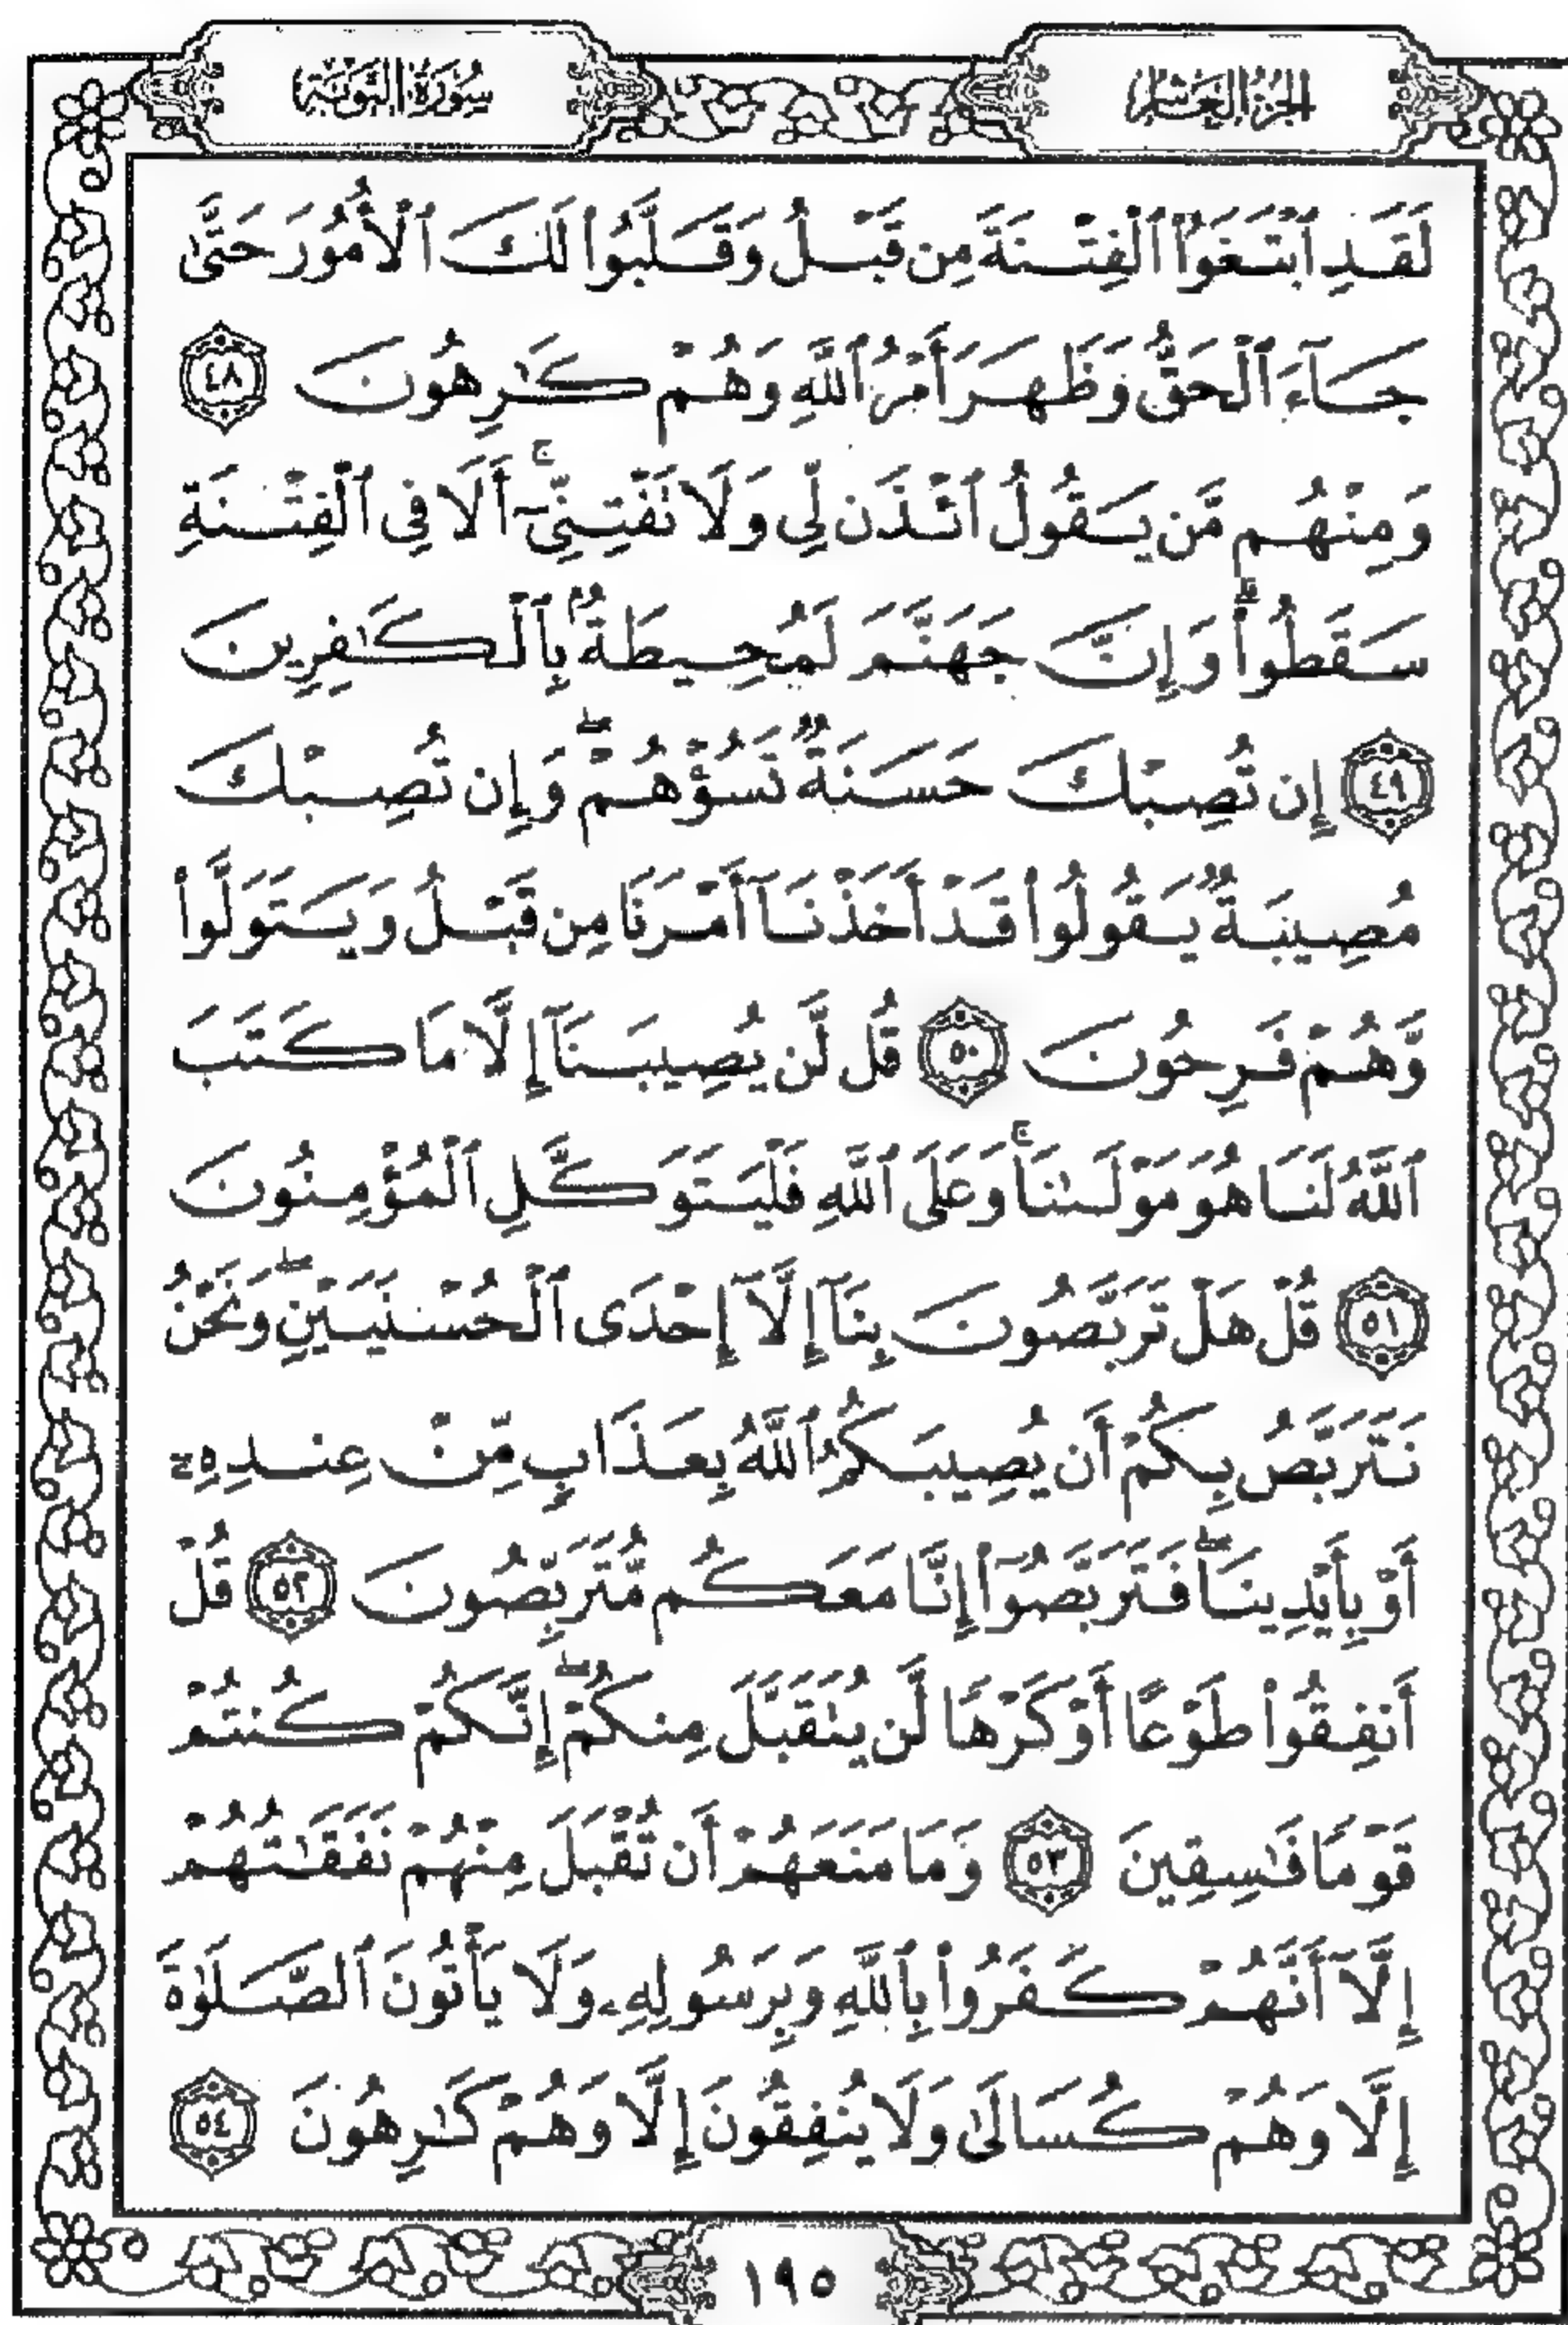 الجزء العاشر
سورة التوبة
لَقَدِ ٱبْتَغَوُا۟ ٱلْفِتْنَةَ مِن قَبْلُ وَقَلَّبُوا۟ لَكَ ٱلْأُمُورَ حَتَّىٰ
جَآءَ ٱلْحَقُّ وَظَهَرَ أَمْرُ ٱللَّهِ وَهُمْ كَـٰرِهُونَ ٤٨
وَمِنْهُم مَّن يَقُولُ ٱئْذَن لِّى وَلَا تَفْتِنِّىٓ ۚ أَلَا فِى ٱلْفِتْنَةِ
سَقَطُوا۟ ۗ وَإِنَّ جَهَنَّمَ لَمُحِيطَةٌۢ بِٱلْكَـٰفِرِينَ
٤٩ إِن تُصِبْكَ حَسَنَةٌ تَسُؤْهُمْ ۖ وَإِن تُصِبْكَ
مُصِيبَةٌ يَقُولُوا۟ قَدْ أَخَذْنَآ أَمْرَنَا مِن قَبْلُ وَيَتَوَلَّوا۟
وَّهُمْ فَرِحُونَ ٥٠ قُل لَّن يُصِيبَنَآ إِلَّا مَا كَتَبَ
ٱللَّهُ لَنَا هُوَ مَوْلَىٰنَا ۚ وَعَلَى ٱللَّهِ فَلْيَتَوَكَّلِ ٱلْمُؤْمِنُونَ
٥١ قُلْ هَلْ تَرَبَّصُونَ بِنَآ إِلَّآ إِحْدَى ٱلْحُسْنَيَيْنِ ۖ وَنَحْنُ
نَتَرَبَّصُ بِكُمْ أَن يُصِيبَكُمُ ٱللَّهُ بِعَذَابٍ مِّنْ عِندِهِۦٓ
أَوْ بِأَيْدِينَا ۖ فَتَرَبَّصُوٓا۟ إِنَّا مَعَكُم مُّتَرَبِّصُونَ ٥٢ قُلْ
أَنفِقُوا۟ طَوْعًا أَوْ كَرْهًا لَّن يُتَقَبَّلَ مِنكُمْ ۖ إِنَّكُمْ كُنتُمْ
قَوْمًا فَـٰسِقِينَ ٥٣ وَمَا مَنَعَهُمْ أَن تُقْبَلَ مِنْهُمْ نَفَقَـٰتُهُمْ
إِلَّآ أَنَّهُمْ كَفَرُوا۟ بِٱللَّهِ وَبِرَسُولِهِۦ وَلَا يَأْتُونَ ٱلصَّلَوٰةَ
إِلَّا وَهُمْ كُسَالَىٰ وَلَا يُنفِقُونَ إِلَّا وَهُمْ كَـٰرِهُونَ ٥٤
١٩٥